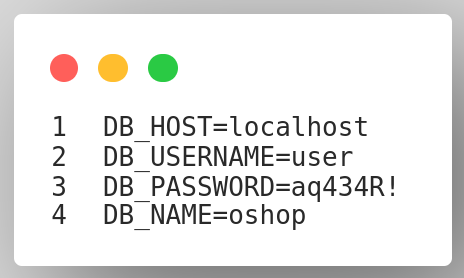 1 DB_HOST=localhost
2 DB_USERNAME=user
3 DB_PASSWORD=aq434R!
4 DB_NAME=oshop